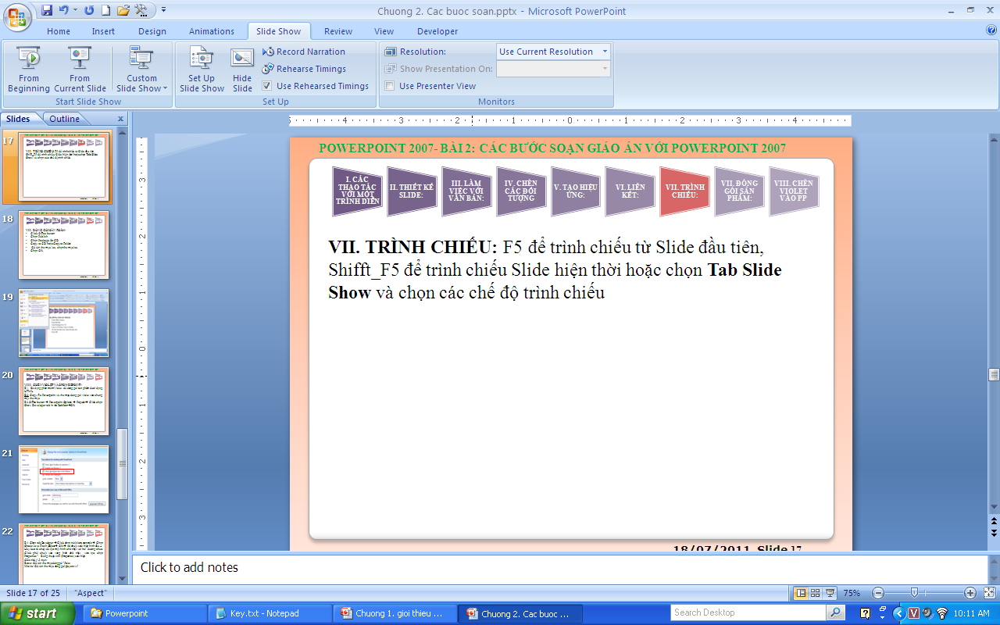 Chuong 2. Cac buoc soan.pptx - Microsoft PowerPoint
Home Insert Design Animations Slide Show Review View Developer
Record Narration
Rehearse Timings
Use Rehearsed Timings
Resolution: Use Current Resolution
Show Presentation On:
Use Presenter View
From Beginning
From Current Slide
Custom Slide Show
Set Up Slide Show
Hide Slide
Start Slide Show Set Up Monitors
Slides Outline
17
18
19
20
21
22
POWERPOINT 2007- BÀI 2: CÁC BƯỚC SOẠN GIÁO ÁN VỚI POWERPOINT 2007
I. CÁC THAO TÁC VỚI MỘT TRÌNH DIỄN
II. THIẾT KẾ SLIDE:
III. LÀM VIỆC VỚI VĂN BẢN:
IV. CHÈN CÁC ĐỐI TƯỢNG
V. TẠO HIỆU ỨNG:
VI. LIÊN KẾT:
VII. TRÌNH CHIẾU:
VII. ĐÓNG GÓI SẢN PHẨM:
VIII. CHÈN VIOLET VÀO PP
VII. TRÌNH CHIẾU: F5 để trình chiếu từ Slide đầu tiên,
Shifft_F5 để trình chiếu Slide hiện thời hoặc chọn Tab Slide
Show và chọn các chế độ trình chiếu
18/07/2011 Slide 17
Click to add notes
Slide 17 of 25 "Aspect" 75%
start Powerpoint Key.txt - Notepad Chuong 1. gioi thieu ... Chuong 2. Cac buoc ... Search Desktop 10:11 AM